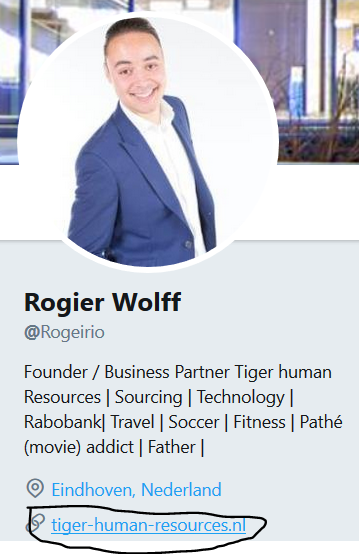 Rogier Wolff
@Rogeirio
Founder / Business Partner Tiger human
Resources | Sourcing | Technology |
Rabobank| Travel | Soccer | Fitness | Pathé
(movie) addict | Father |
Eindhoven, Nederland
tiger-human-resources.nl